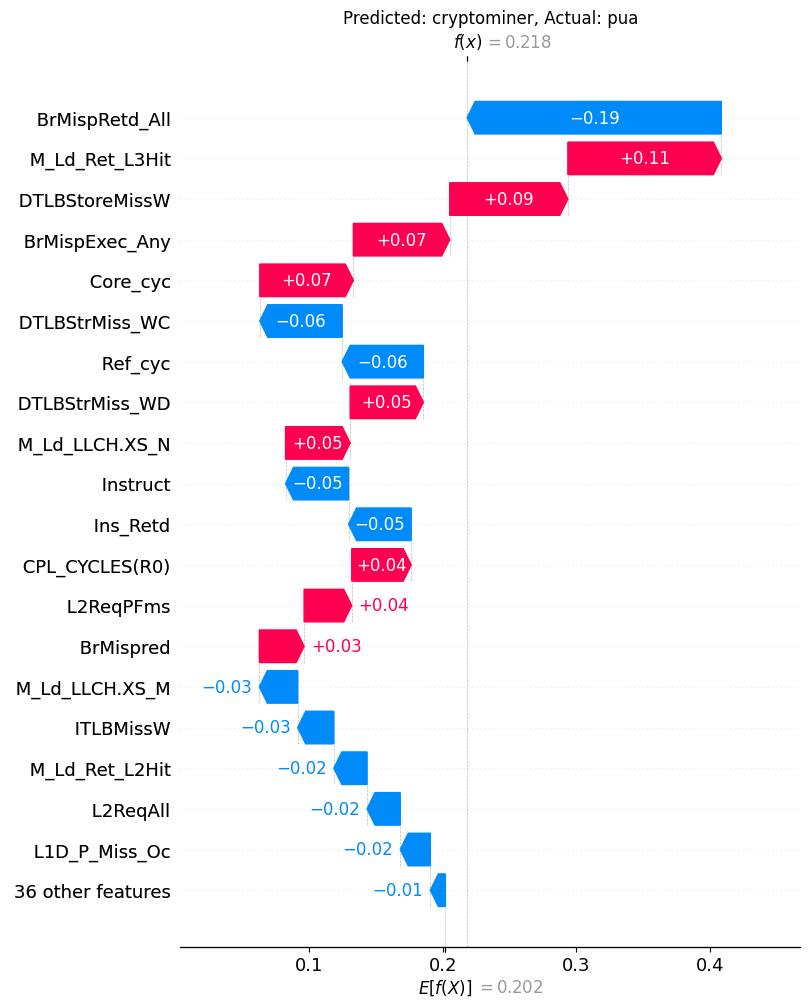 Predicted: cryptominer, Actual: pua
f(x) = 0.218
BrMispRetd_All −0.19
M_Ld_Ret_L3Hit +0.11
DTLBStoreMissW +0.09
BrMispExec_Any +0.07
Core_cyc +0.07
DTLBStrMiss_WC −0.06
Ref_cyc −0.06
DTLBStrMiss_WD +0.05
M_Ld_LLCH.XS_N +0.05
Instruct −0.05
Ins_Retd −0.05
CPL_CYCLES(R0) +0.04
L2ReqPFms +0.04
BrMispred +0.03
M_Ld_LLCH.XS_M −0.03
ITLBMissW −0.03
M_Ld_Ret_L2Hit −0.02
L2ReqAll −0.02
L1D_P_Miss_Oc −0.02
36 other features −0.01
0.1 0.2 0.3 0.4
E[f(X)] = 0.202